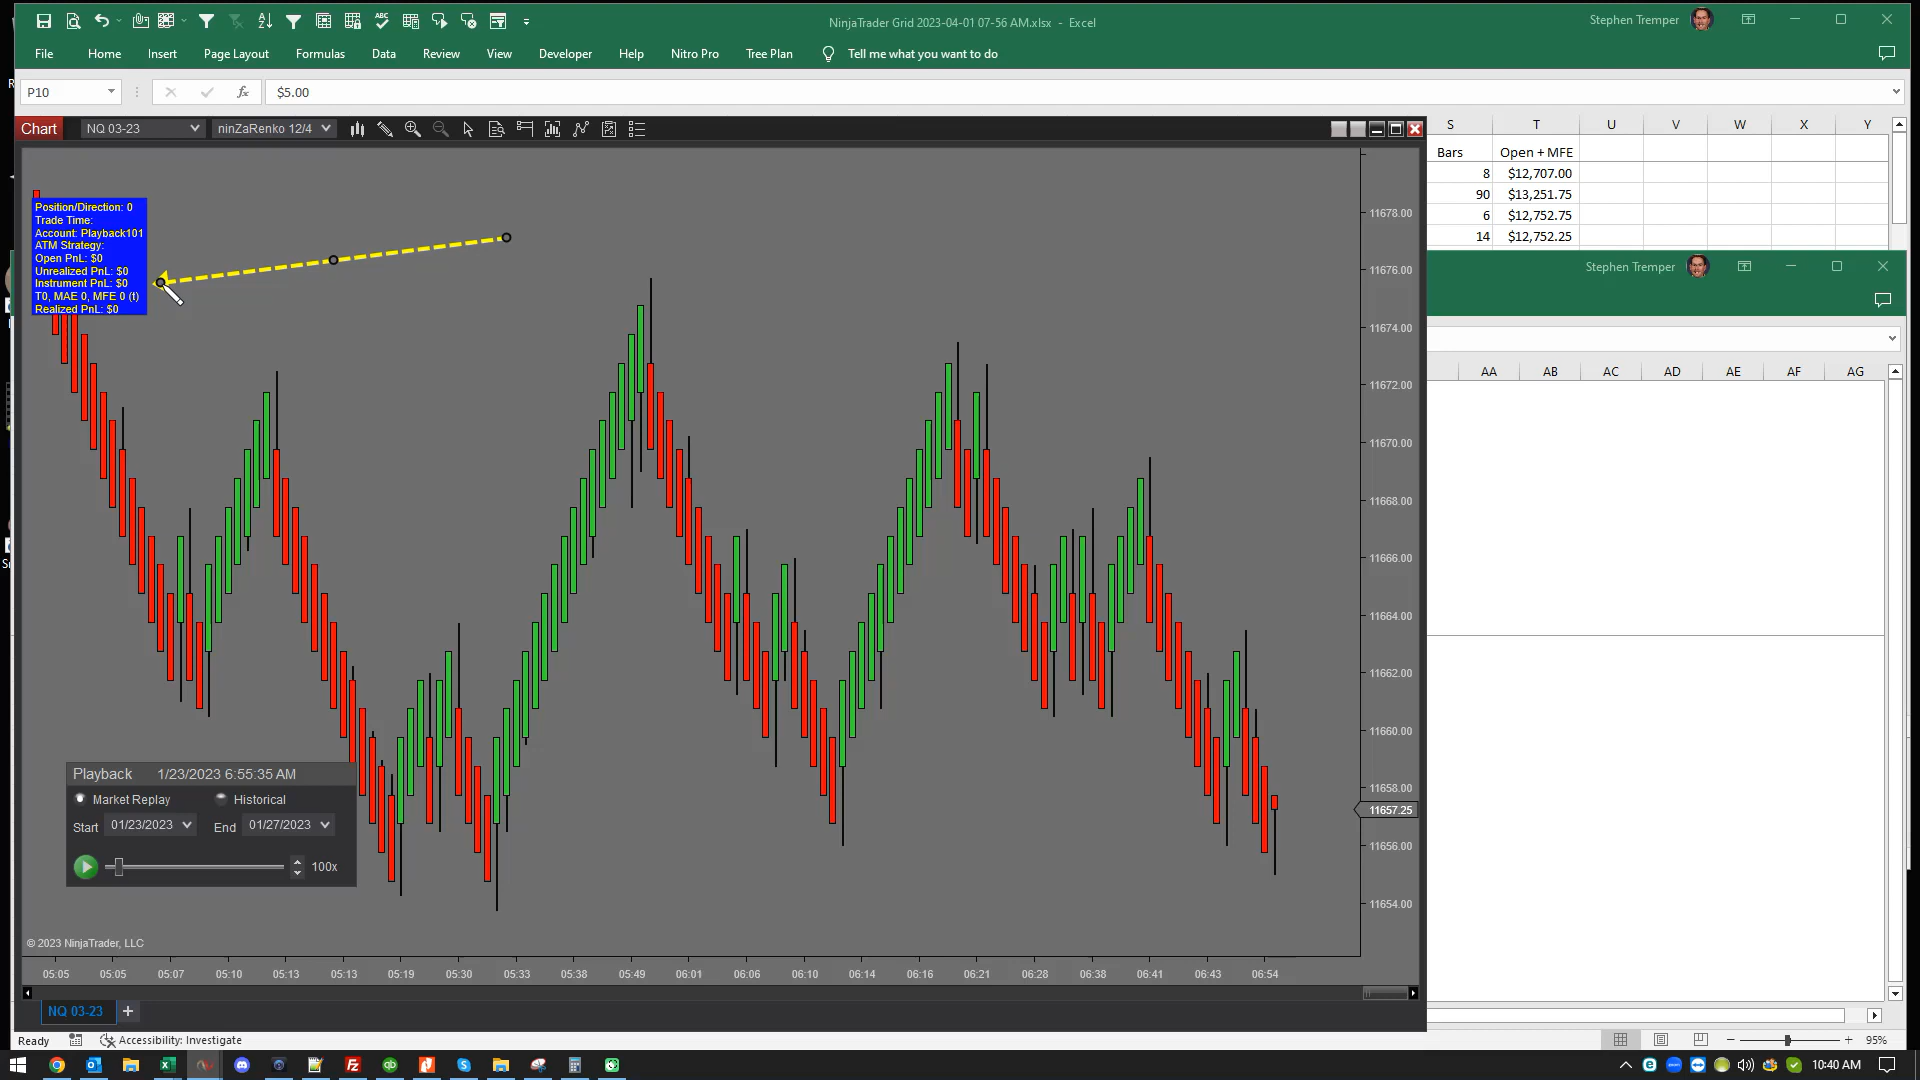 NinjaTrader Grid 2023-04-01 07-56 AM.xlsx - Excel
Stephen Tremper
File Home Insert Page Layout Formulas Data Review View Developer Help Nitro Pro Tree Plan Tell me what you want to do
P10 fx $5.00
Chart NQ 03-23 ninZaRenko 12/4
S T U V W X Y
Bars Open + MFE
8 $12,707.00
90 $13,251.75
6 $12,752.75
14 $12,752.25
Stephen Tremper
AA AB AC AD AE AF AG
Position/Direction: 0
Trade Time:
Account: Playback101
ATM Strategy:
Open PnL: $0
Unrealized PnL: $0
Instrument PnL: $0
T0, MAE 0, MFE 0 (t)
Realized PnL: $0
11678.00
11676.00
11674.00
11672.00
11670.00
11668.00
11666.00
11664.00
11662.00
11660.00
11658.00
11657.25
11656.00
11654.00
Playback 1/23/2023 6:55:35 AM
Market Replay Historical
Start 01/23/2023 End 01/27/2023
100x
© 2023 NinjaTrader, LLC
05:05 05:05 05:07 05:10 05:13 05:13 05:19 05:30 05:33 05:38 05:49 06:01 06:06 06:10 06:14 06:16 06:21 06:28 06:38 06:41 06:43 06:54
NQ 03-23 +
Ready Accessibility: Investigate
95%
10:40 AM